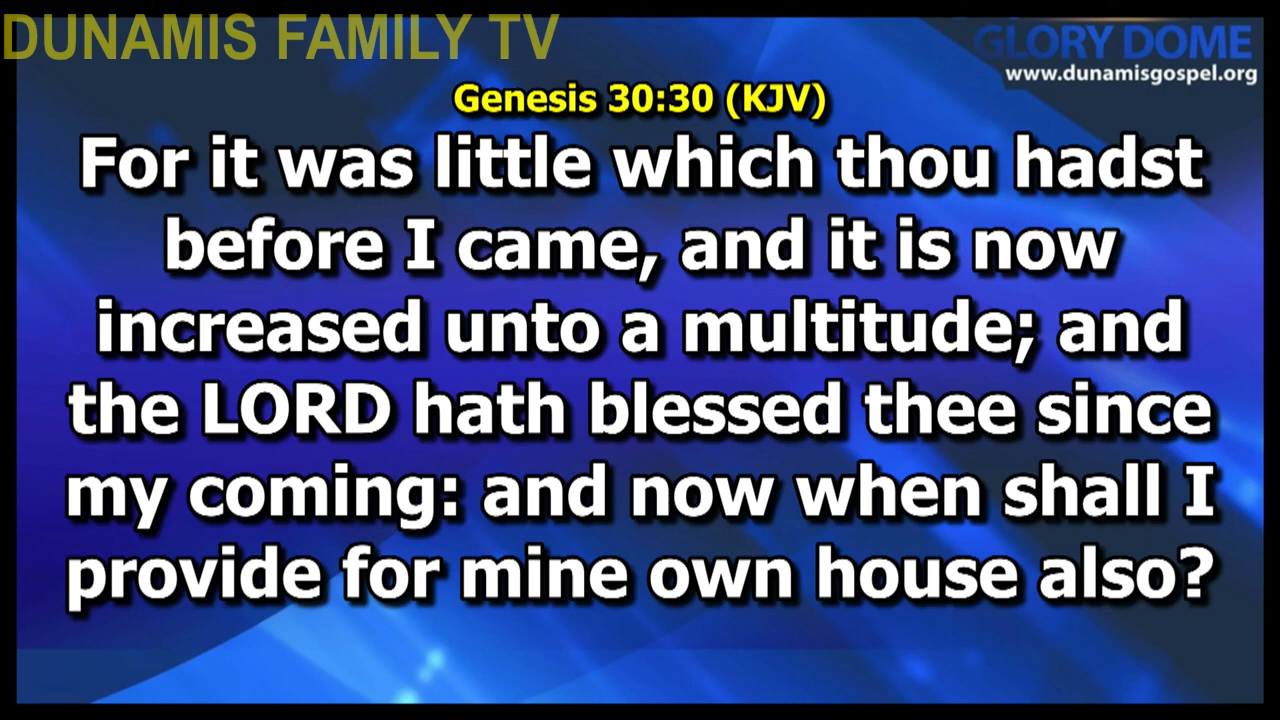 DUNAMIS FAMILY TV
GLORY DOME
www.dunamisgospel.org
Genesis 30:30 (KJV)
For it was little which thou hadst
before I came, and it is now
increased unto a multitude; and
the LORD hath blessed thee since
my coming: and now when shall I
provide for mine own house also?